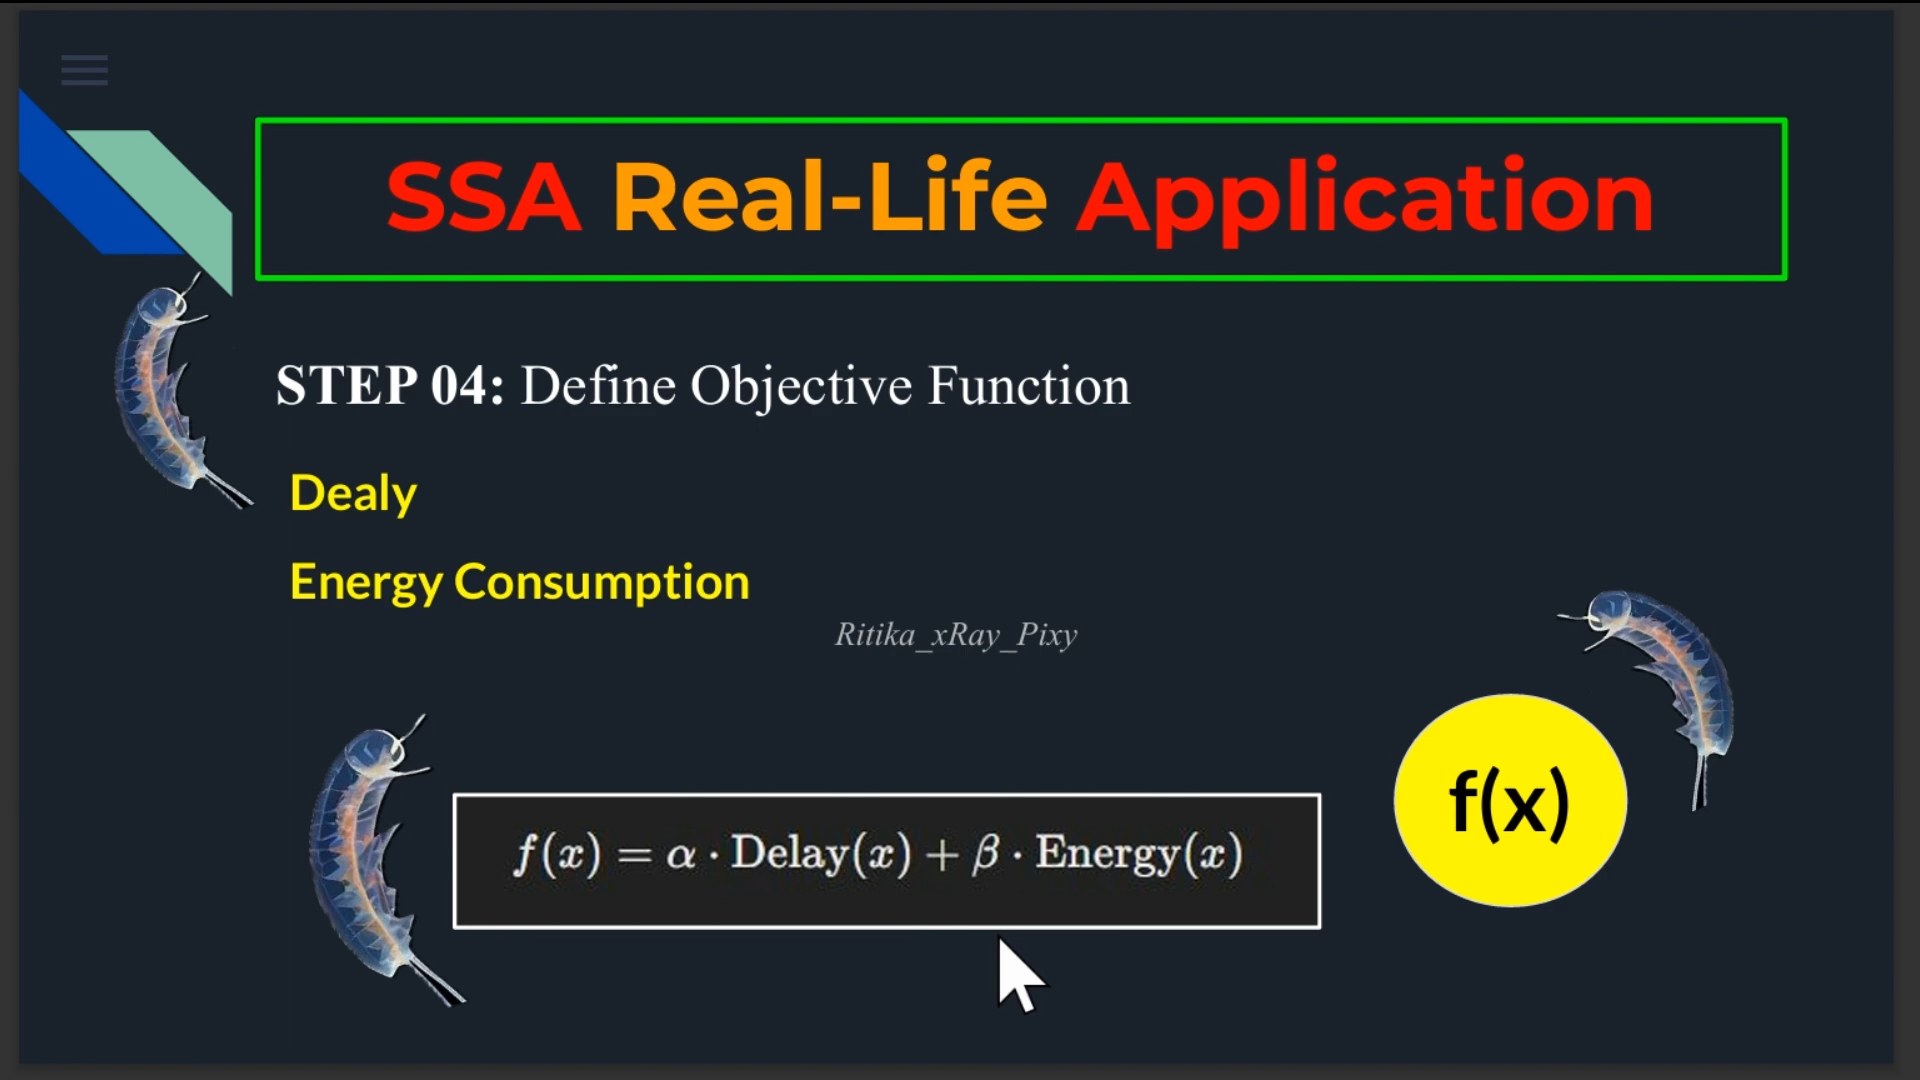 SSA Real-Life Application
STEP 04: Define Objective Function
Dealy
Energy Consumption
Ritika_xRay_Pixy
f(x) = α · Delay(x) + β · Energy(x)
f(x)